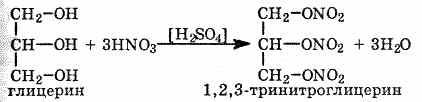 CH₂—OH CH₂—ONO₂
CH—OH + 3HNO₃ [H₂SO₄] CH—ONO₂ + 3H₂O
CH₂—OH CH₂—ONO₂
глицерин 1,2,3-тринитроглицерин